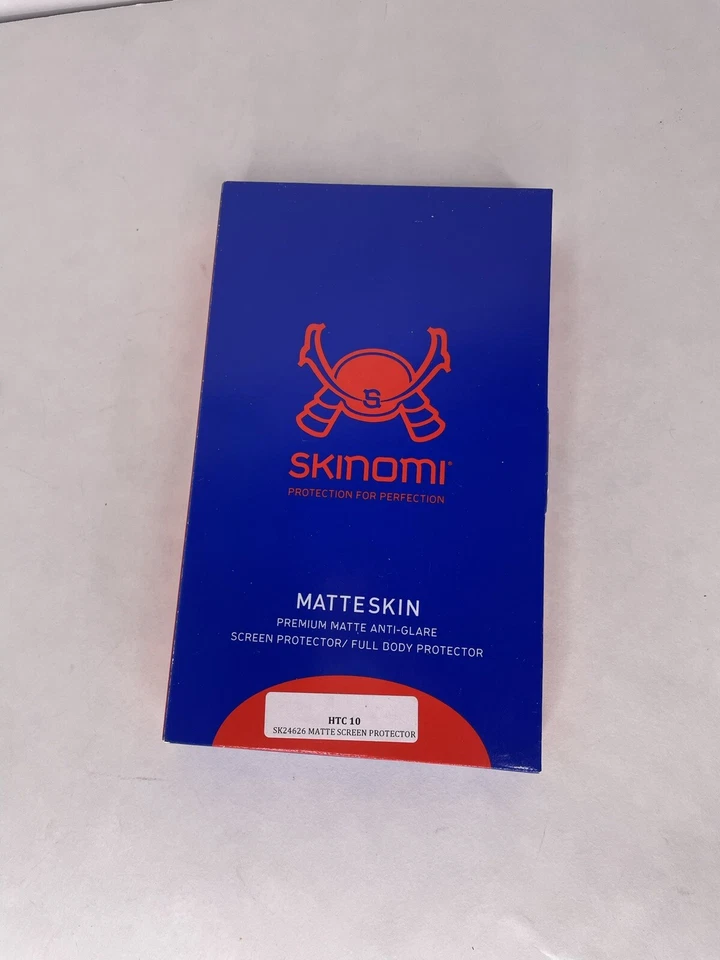 S
SKINOMI®
PROTECTION FOR PERFECTION
MATTESKIN
PREMIUM MATTE ANTI-GLARE
SCREEN PROTECTOR/ FULL BODY PROTECTOR
HTC 10
SK24626 MATTE SCREEN PROTECTOR